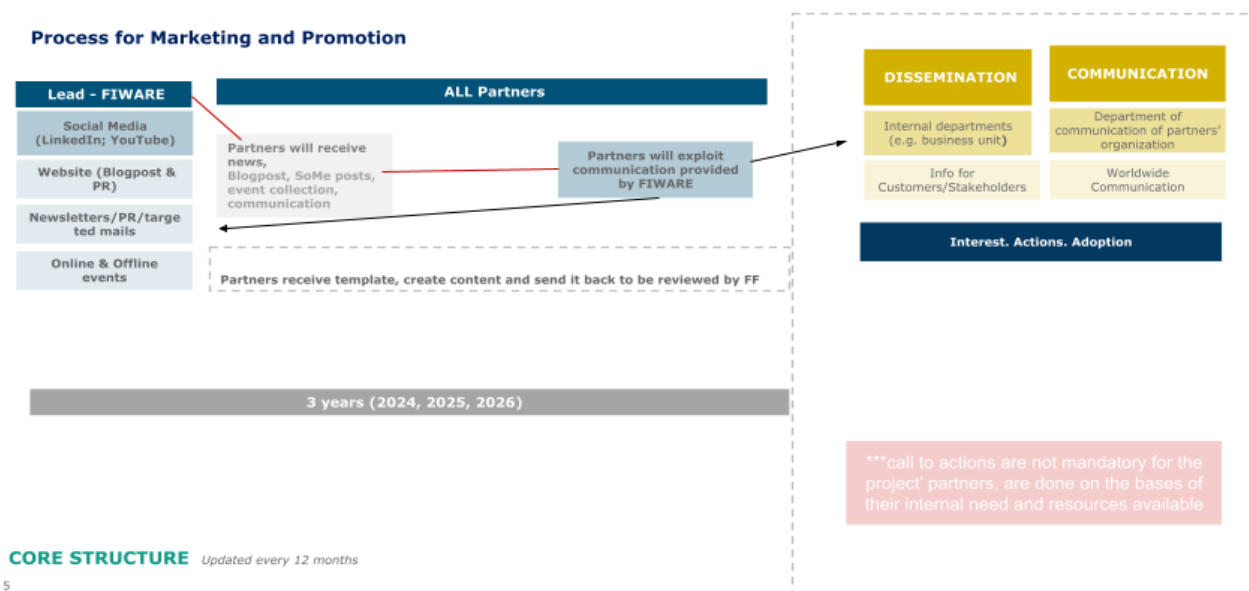 Process for Marketing and Promotion
Lead - FIWARE
Social Media
(LinkedIn; YouTube)
Website (Blogpost &
PR)
Newsletters/PR/targe
ted mails
Online & Offline
events
ALL Partners
Partners will receive
news,
Blogpost, SoMe posts,
event collection,
communication
Partners will exploit
communication provided
by FIWARE
Partners receive template, create content and send it back to be reviewed by FF
3 years (2024, 2025, 2026)
DISSEMINATION
Internal departments
(e.g. business unit)
Info for
Customers/Stakeholders
COMMUNICATION
Department of
communication of partners'
organization
Worldwide
Communication
Interest. Actions. Adoption
***call to actions are not mandatory for the
project' partners, are done on the bases of
their internal need and resources available
CORE STRUCTURE Updated every 12 months
5